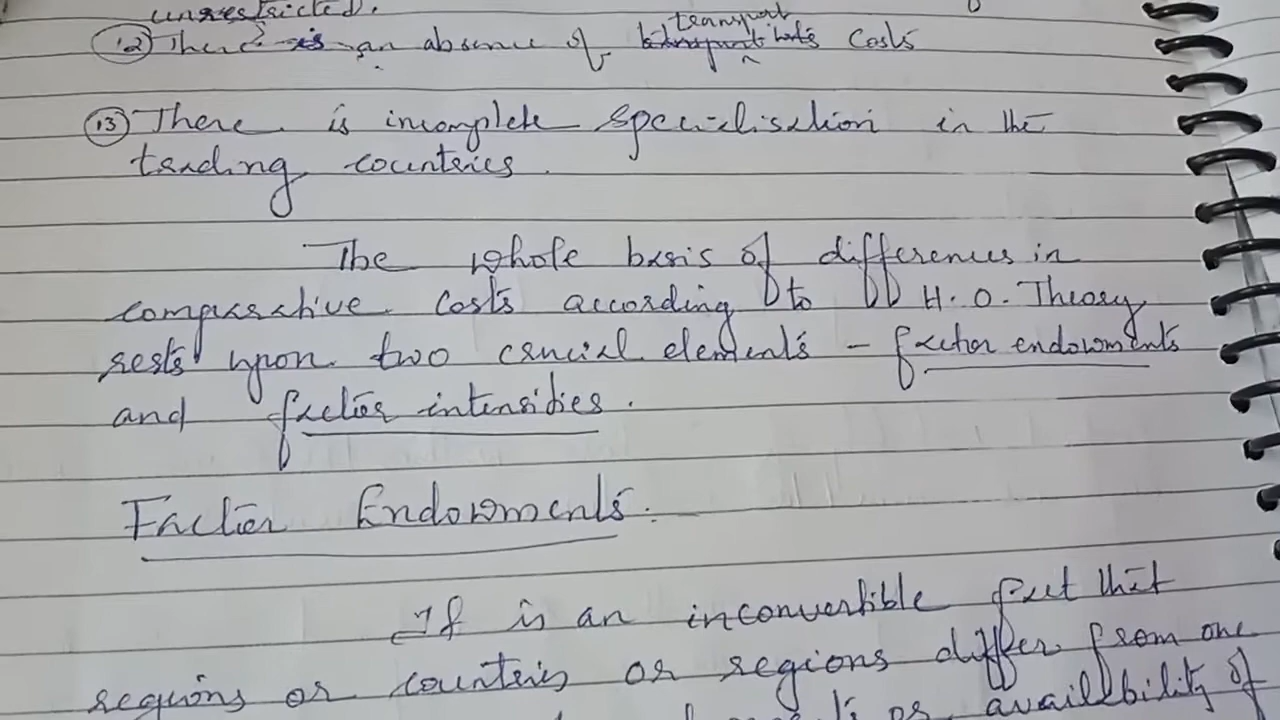 unrestricted.
(12) There is an absence of transport costs
(13) There is incomplete specialisation in the
trading countries.
The whole basis of differences in
comparative costs according to H.O. Theory
rests upon two crucial elements – factor endowments
and factor intensities.
Factor Endowments.
It is an inconvertible fact that
regions or countries or regions differ from one
or availability of